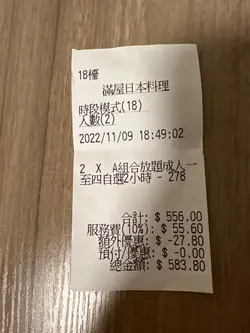 18檯
滿屋日本料理
時段模式(18)
人數(2)
2022/11/09 18:49:02
2 X A組合放題成人一
至四自選2小時 - 278
合計: $ 556.00
服務費(10%): $ 55.60
額外優惠: $ -27.80
預付/優惠: $ -0.00
總金額: $ 583.80